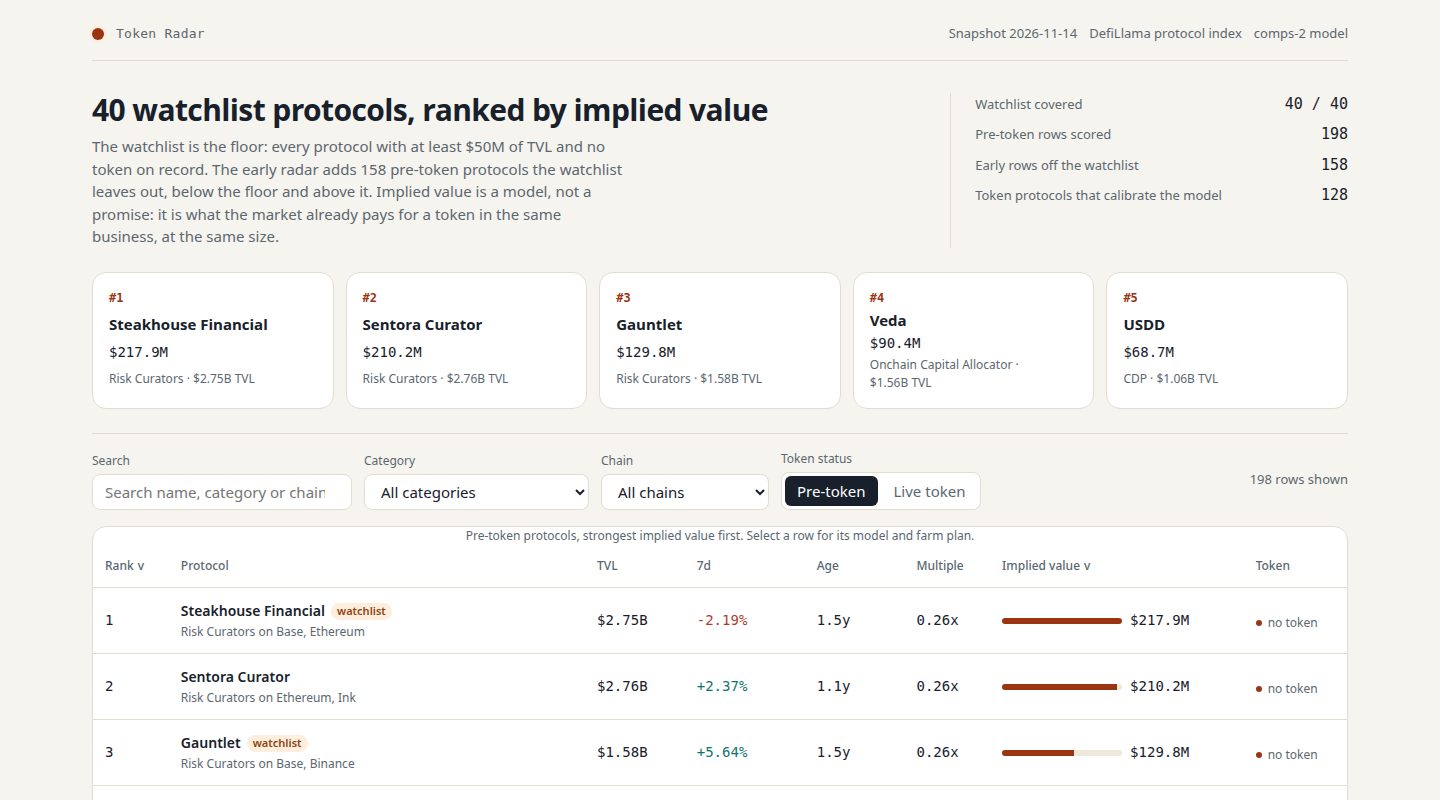 Token Radar
Snapshot 2026-11-14 DefiLlama protocol index comps-2 model
40 watchlist protocols, ranked by implied value
The watchlist is the floor: every protocol with at least $50M of TVL and no
token on record. The early radar adds 158 pre-token protocols the watchlist
leaves out, below the floor and above it. Implied value is a model, not a
promise: it is what the market already pays for a token in the same
business, at the same size.
Watchlist covered 40 / 40
Pre-token rows scored 198
Early rows off the watchlist 158
Token protocols that calibrate the model 128
#1
Steakhouse Financial
$217.9M
Risk Curators · $2.75B TVL
#2
Sentora Curator
$210.2M
Risk Curators · $2.76B TVL
#3
Gauntlet
$129.8M
Risk Curators · $1.58B TVL
#4
Veda
$90.4M
Onchain Capital Allocator ·
$1.56B TVL
#5
USDD
$68.7M
CDP · $1.06B TVL
Search
Search name, category or chain
Category
All categories
Chain
All chains
Token status
Pre-token Live token
198 rows shown
Pre-token protocols, strongest implied value first. Select a row for its model and farm plan.
Rank v Protocol TVL 7d Age Multiple Implied value v Token
1 Steakhouse Financial watchlist $2.75B -2.19% 1.5y 0.26x $217.9M no token
Risk Curators on Base, Ethereum
2 Sentora Curator $2.76B +2.37% 1.1y 0.26x $210.2M no token
Risk Curators on Ethereum, Ink
3 Gauntlet watchlist $1.58B +5.64% 1.5y 0.26x $129.8M no token
Risk Curators on Base, Binance